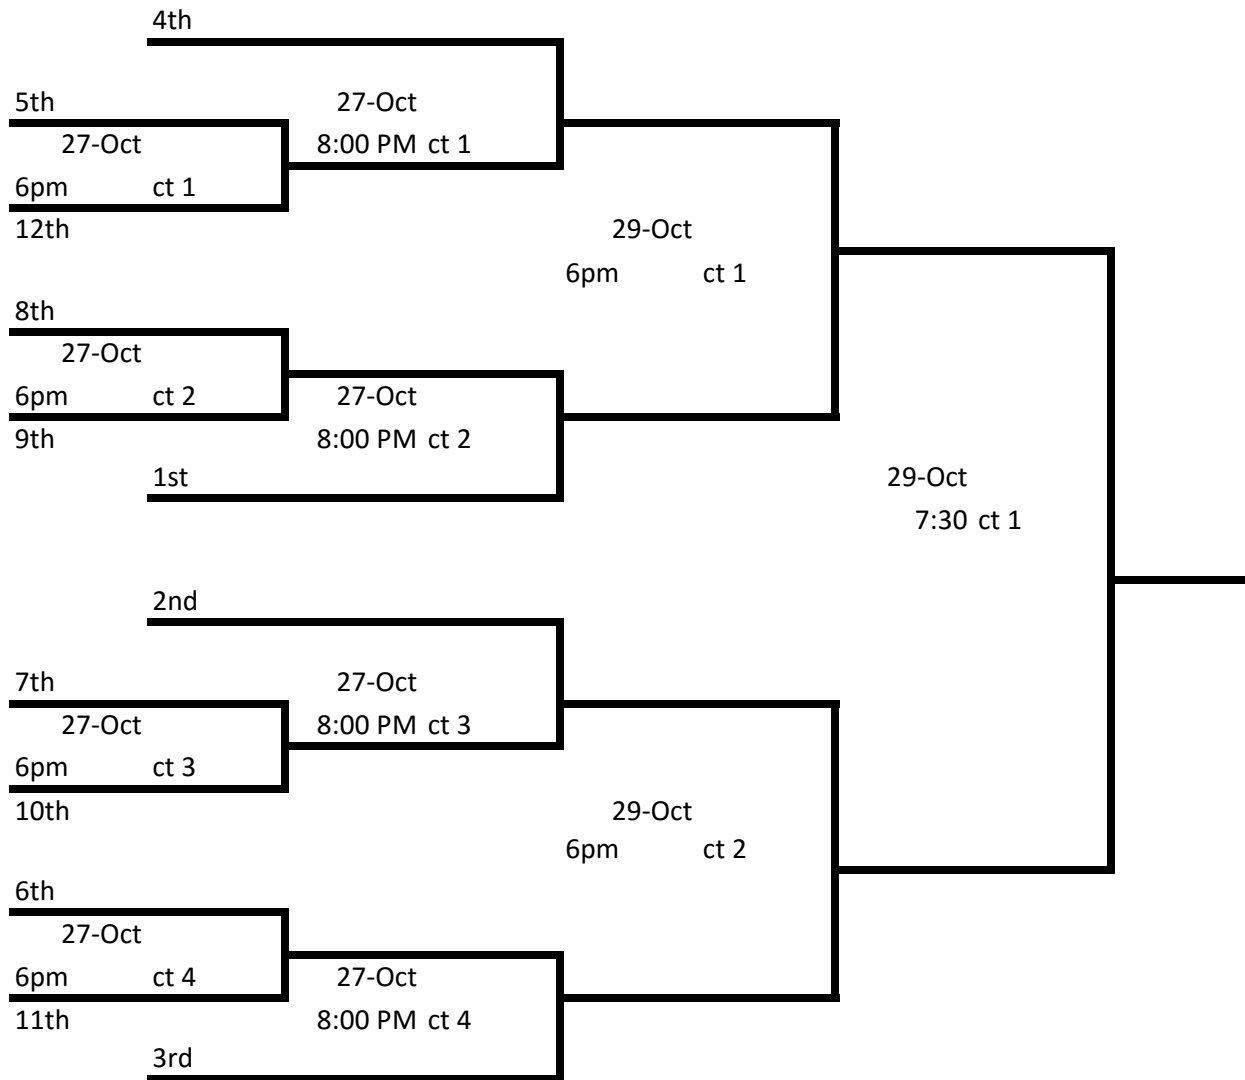 4th
5th
27-Oct
27-Oct
8:00 PM ct 1
6pm ct 1
12th
29-Oct
6pm ct 1
8th
27-Oct
6pm ct 2
27-Oct
9th
8:00 PM ct 2
1st
29-Oct
7:30 ct 1
2nd
7th
27-Oct
27-Oct
8:00 PM ct 3
6pm ct 3
10th
29-Oct
6pm ct 2
6th
27-Oct
6pm ct 4
27-Oct
11th
8:00 PM ct 4
3rd